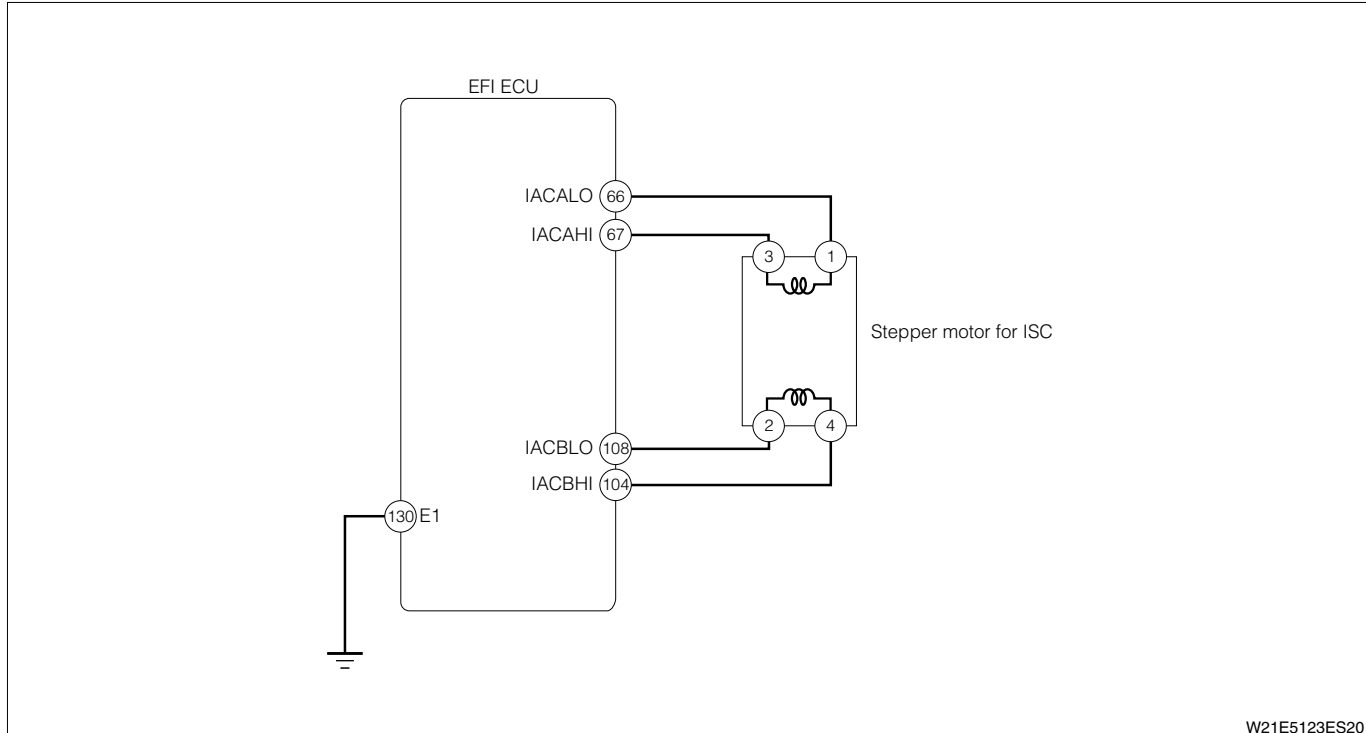 EFI ECU
IACALO 66
IACAHI 67
3 1
Stepper motor for ISC
2 4
IACBLO 108
IACBHI 104
130 E1
W21E5123ES20